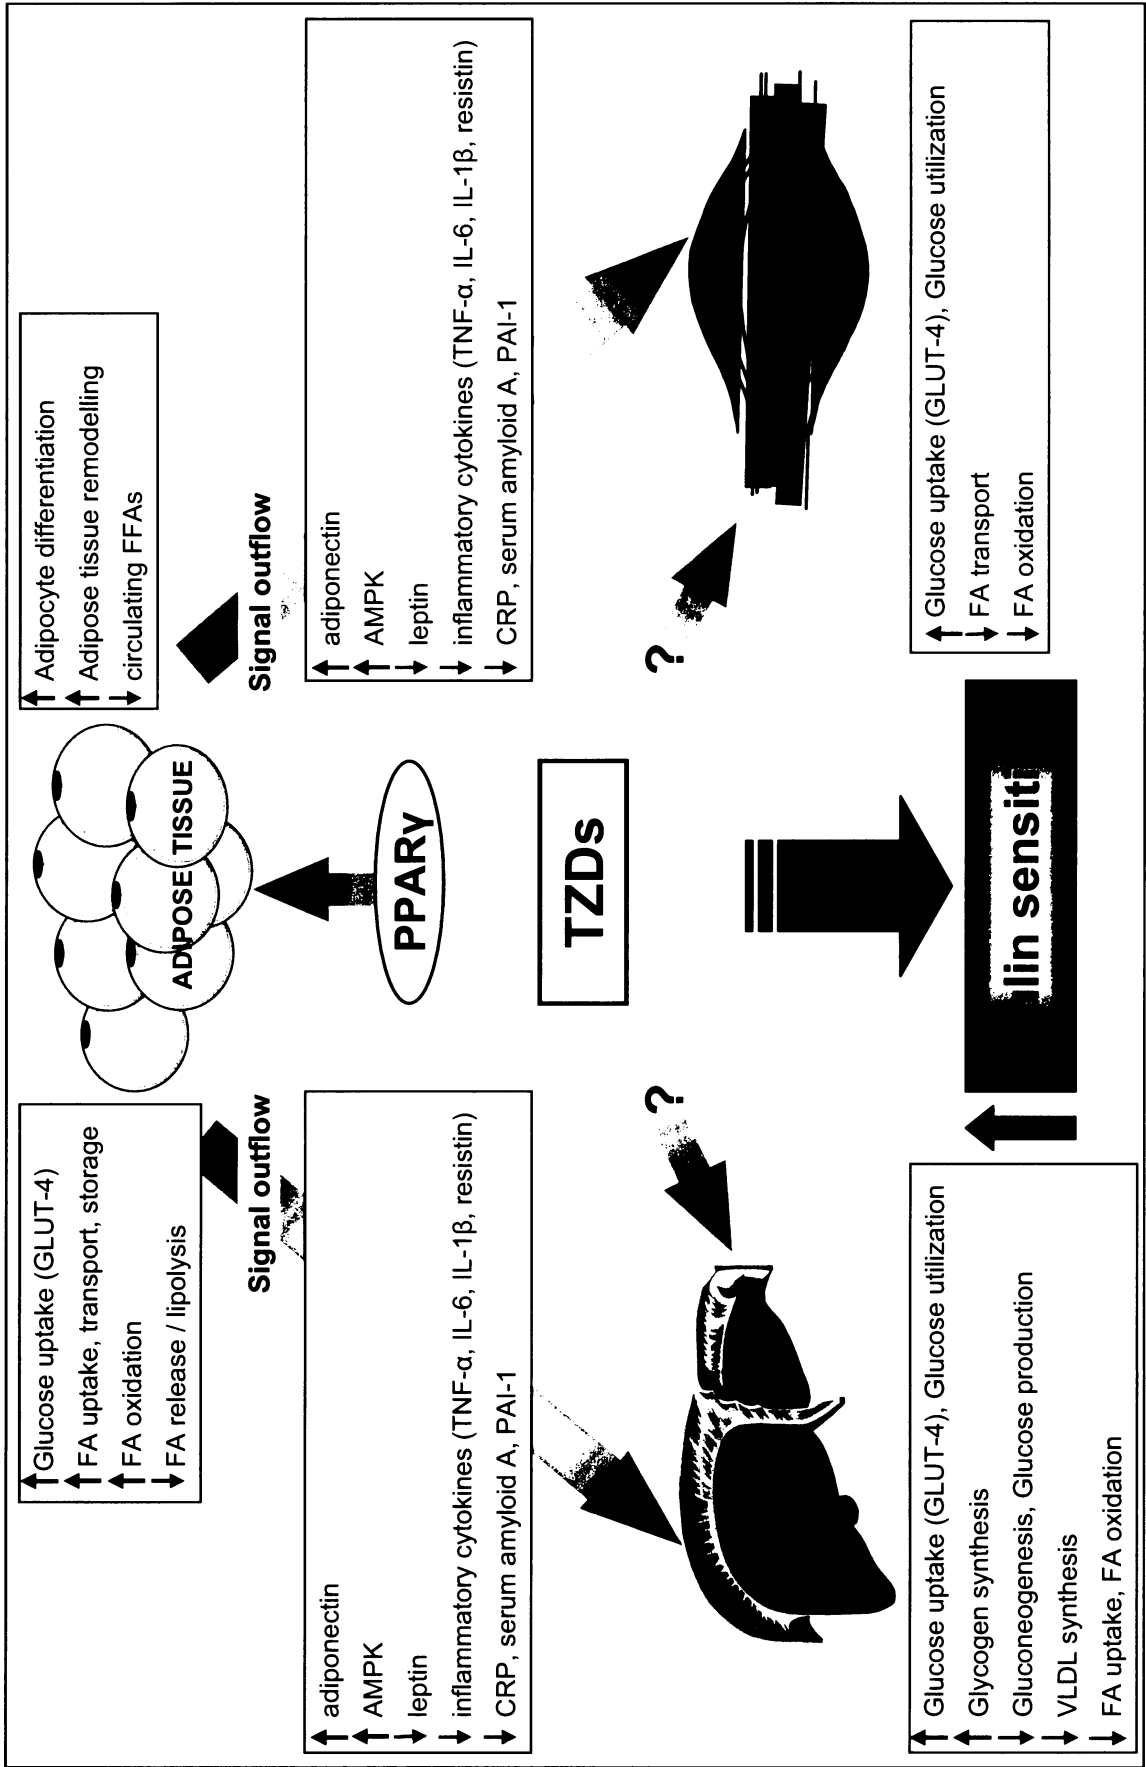 ↑ Glucose uptake (GLUT-4)
↑ FA uptake, transport, storage
↑ FA oxidation
↓ FA release / lipolysis
ADIPOSE TISSUE
↑ Adipocyte differentiation
↑ Adipose tissue remodelling
↓ circulating FFAs
Signal outflow
Signal outflow
↑ adiponectin
↑ AMPK
↓ leptin
↓ inflammatory cytokines (TNF-α, IL-6, IL-1β, resistin)
↓ CRP, serum amyloid A, PAI-1
PPARγ
TZDs
↑ adiponectin
↑ AMPK
↓ leptin
↓ inflammatory cytokines (TNF-α, IL-6, IL-1β, resistin)
↓ CRP, serum amyloid A, PAI-1
?
?
↑ Glucose uptake (GLUT-4), Glucose utilization
↑ Glycogen synthesis
↓ Gluconeogenesis, Glucose production
↓ VLDL synthesis
↓ FA uptake, FA oxidation
↑ lin sensiti
↑ Glucose uptake (GLUT-4), Glucose utilization
↓ FA transport
↓ FA oxidation